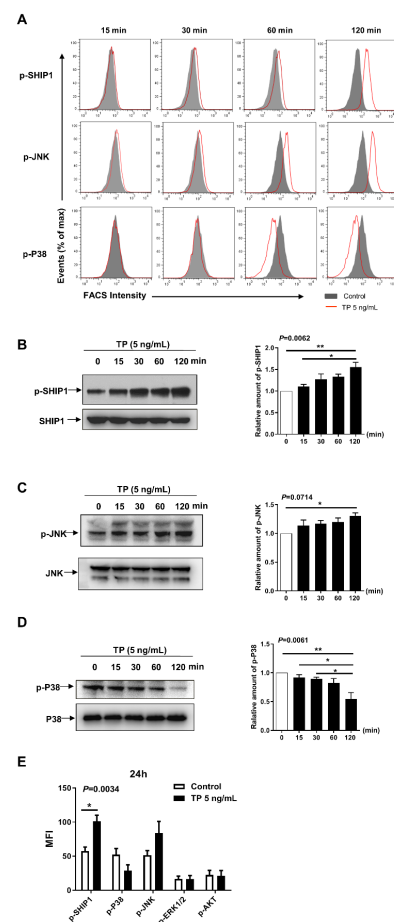 A
15 min 30 min 60 min 120 min
p-SHIP1
p-JNK
p-P38
Events (% of max)
FACS Intensity
Control
TP 5 ng/mL
B
TP (5 ng/mL)
0 15 30 60 120 min
p-SHIP1
SHIP1
P=0.0062
**
*
Ralative amount of p-SHIP1
2.0
1.5
1.0
0.5
0.0
0 15 30 60 120 (min)
C
TP (5 ng/mL)
0 15 30 60 120 min
p-JNK
JNK
P=0.0714
*
Relative amount of p-JNK
2.0
1.5
1.0
0.5
0.0
0 15 30 60 120 (min)
D
TP (5 ng/mL)
0 15 30 60 120 min
p-P38
P38
P=0.0061
**
*
*
Relative amount of p-P38
1.5
1.0
0.5
0.0
0 15 30 60 120 (min)
E
24h
P=0.0034
*
Control
TP 5 ng/mL
MFI
150
100
50
0
p-SHIP1 p-P38 p-JNK p-ERK1/2 p-AKT